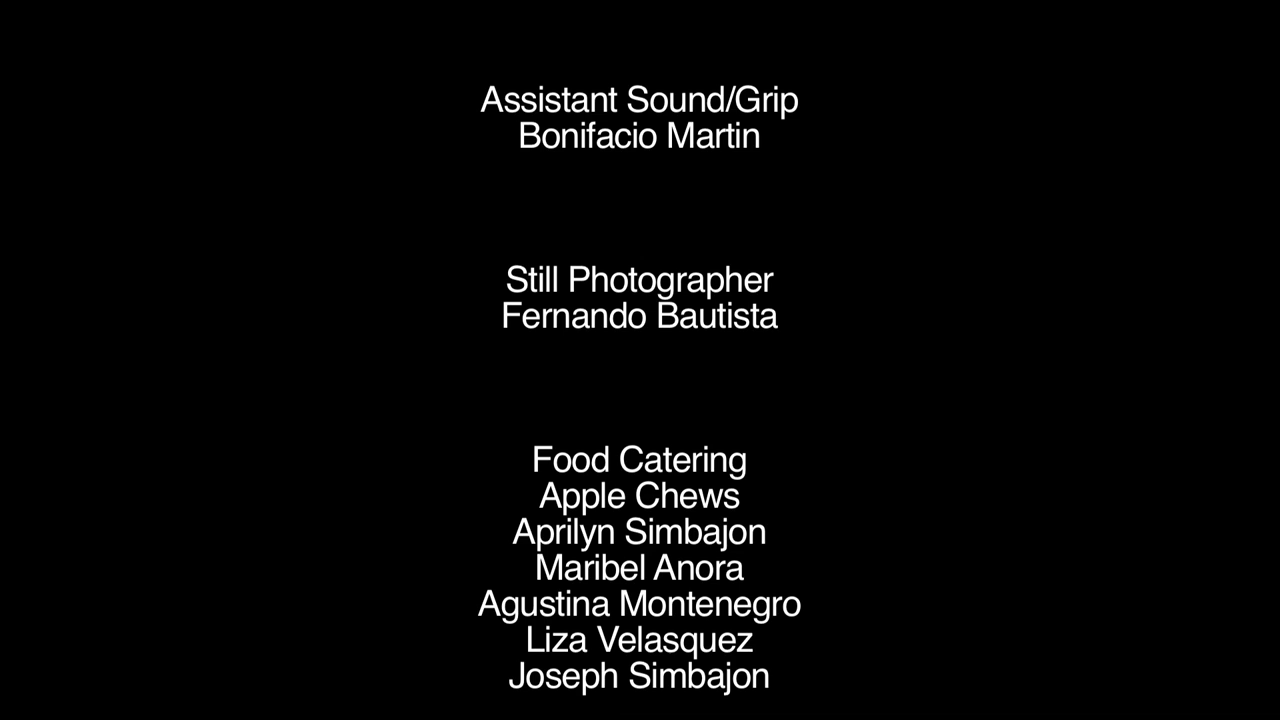 Assistant Sound/Grip
Bonifacio Martin
Still Photographer
Fernando Bautista
Food Catering
Apple Chews
Aprilyn Simbajon
Maribel Anora
Agustina Montenegro
Liza Velasquez
Joseph Simbajon